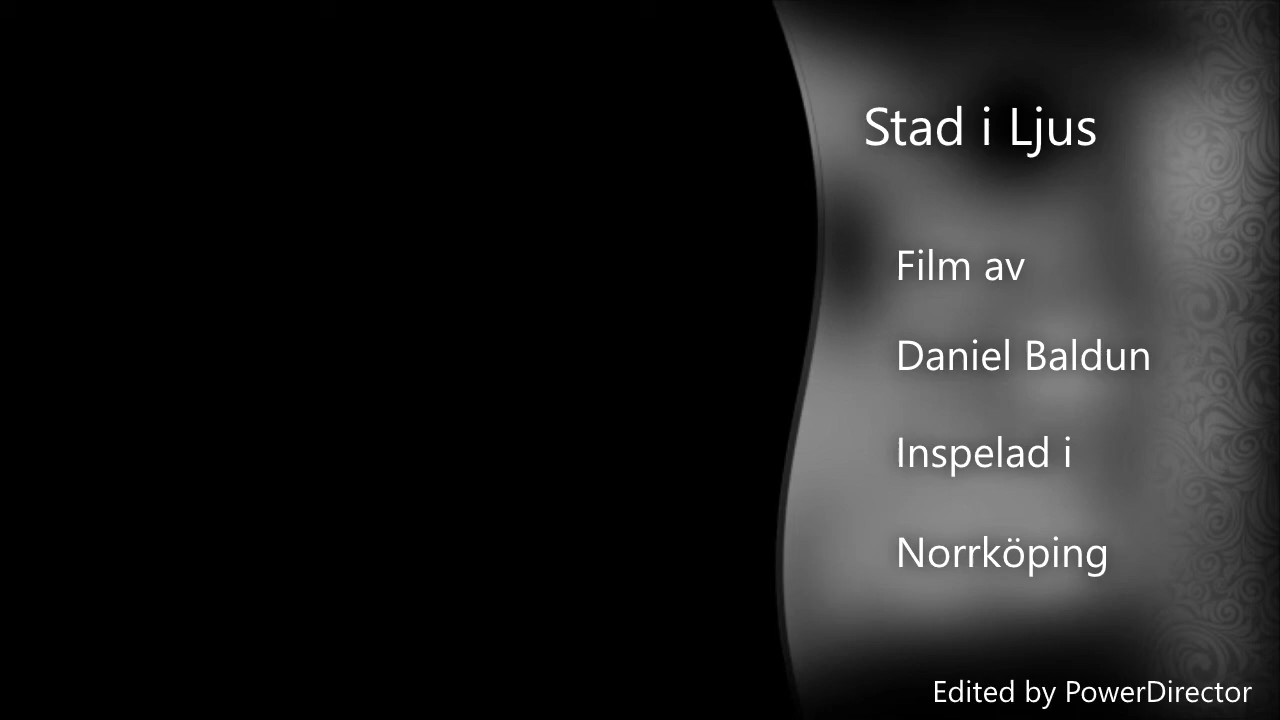 Stad i Ljus
Film av
Daniel Baldun
Inspelad i
Norrköping
Edited by PowerDirector